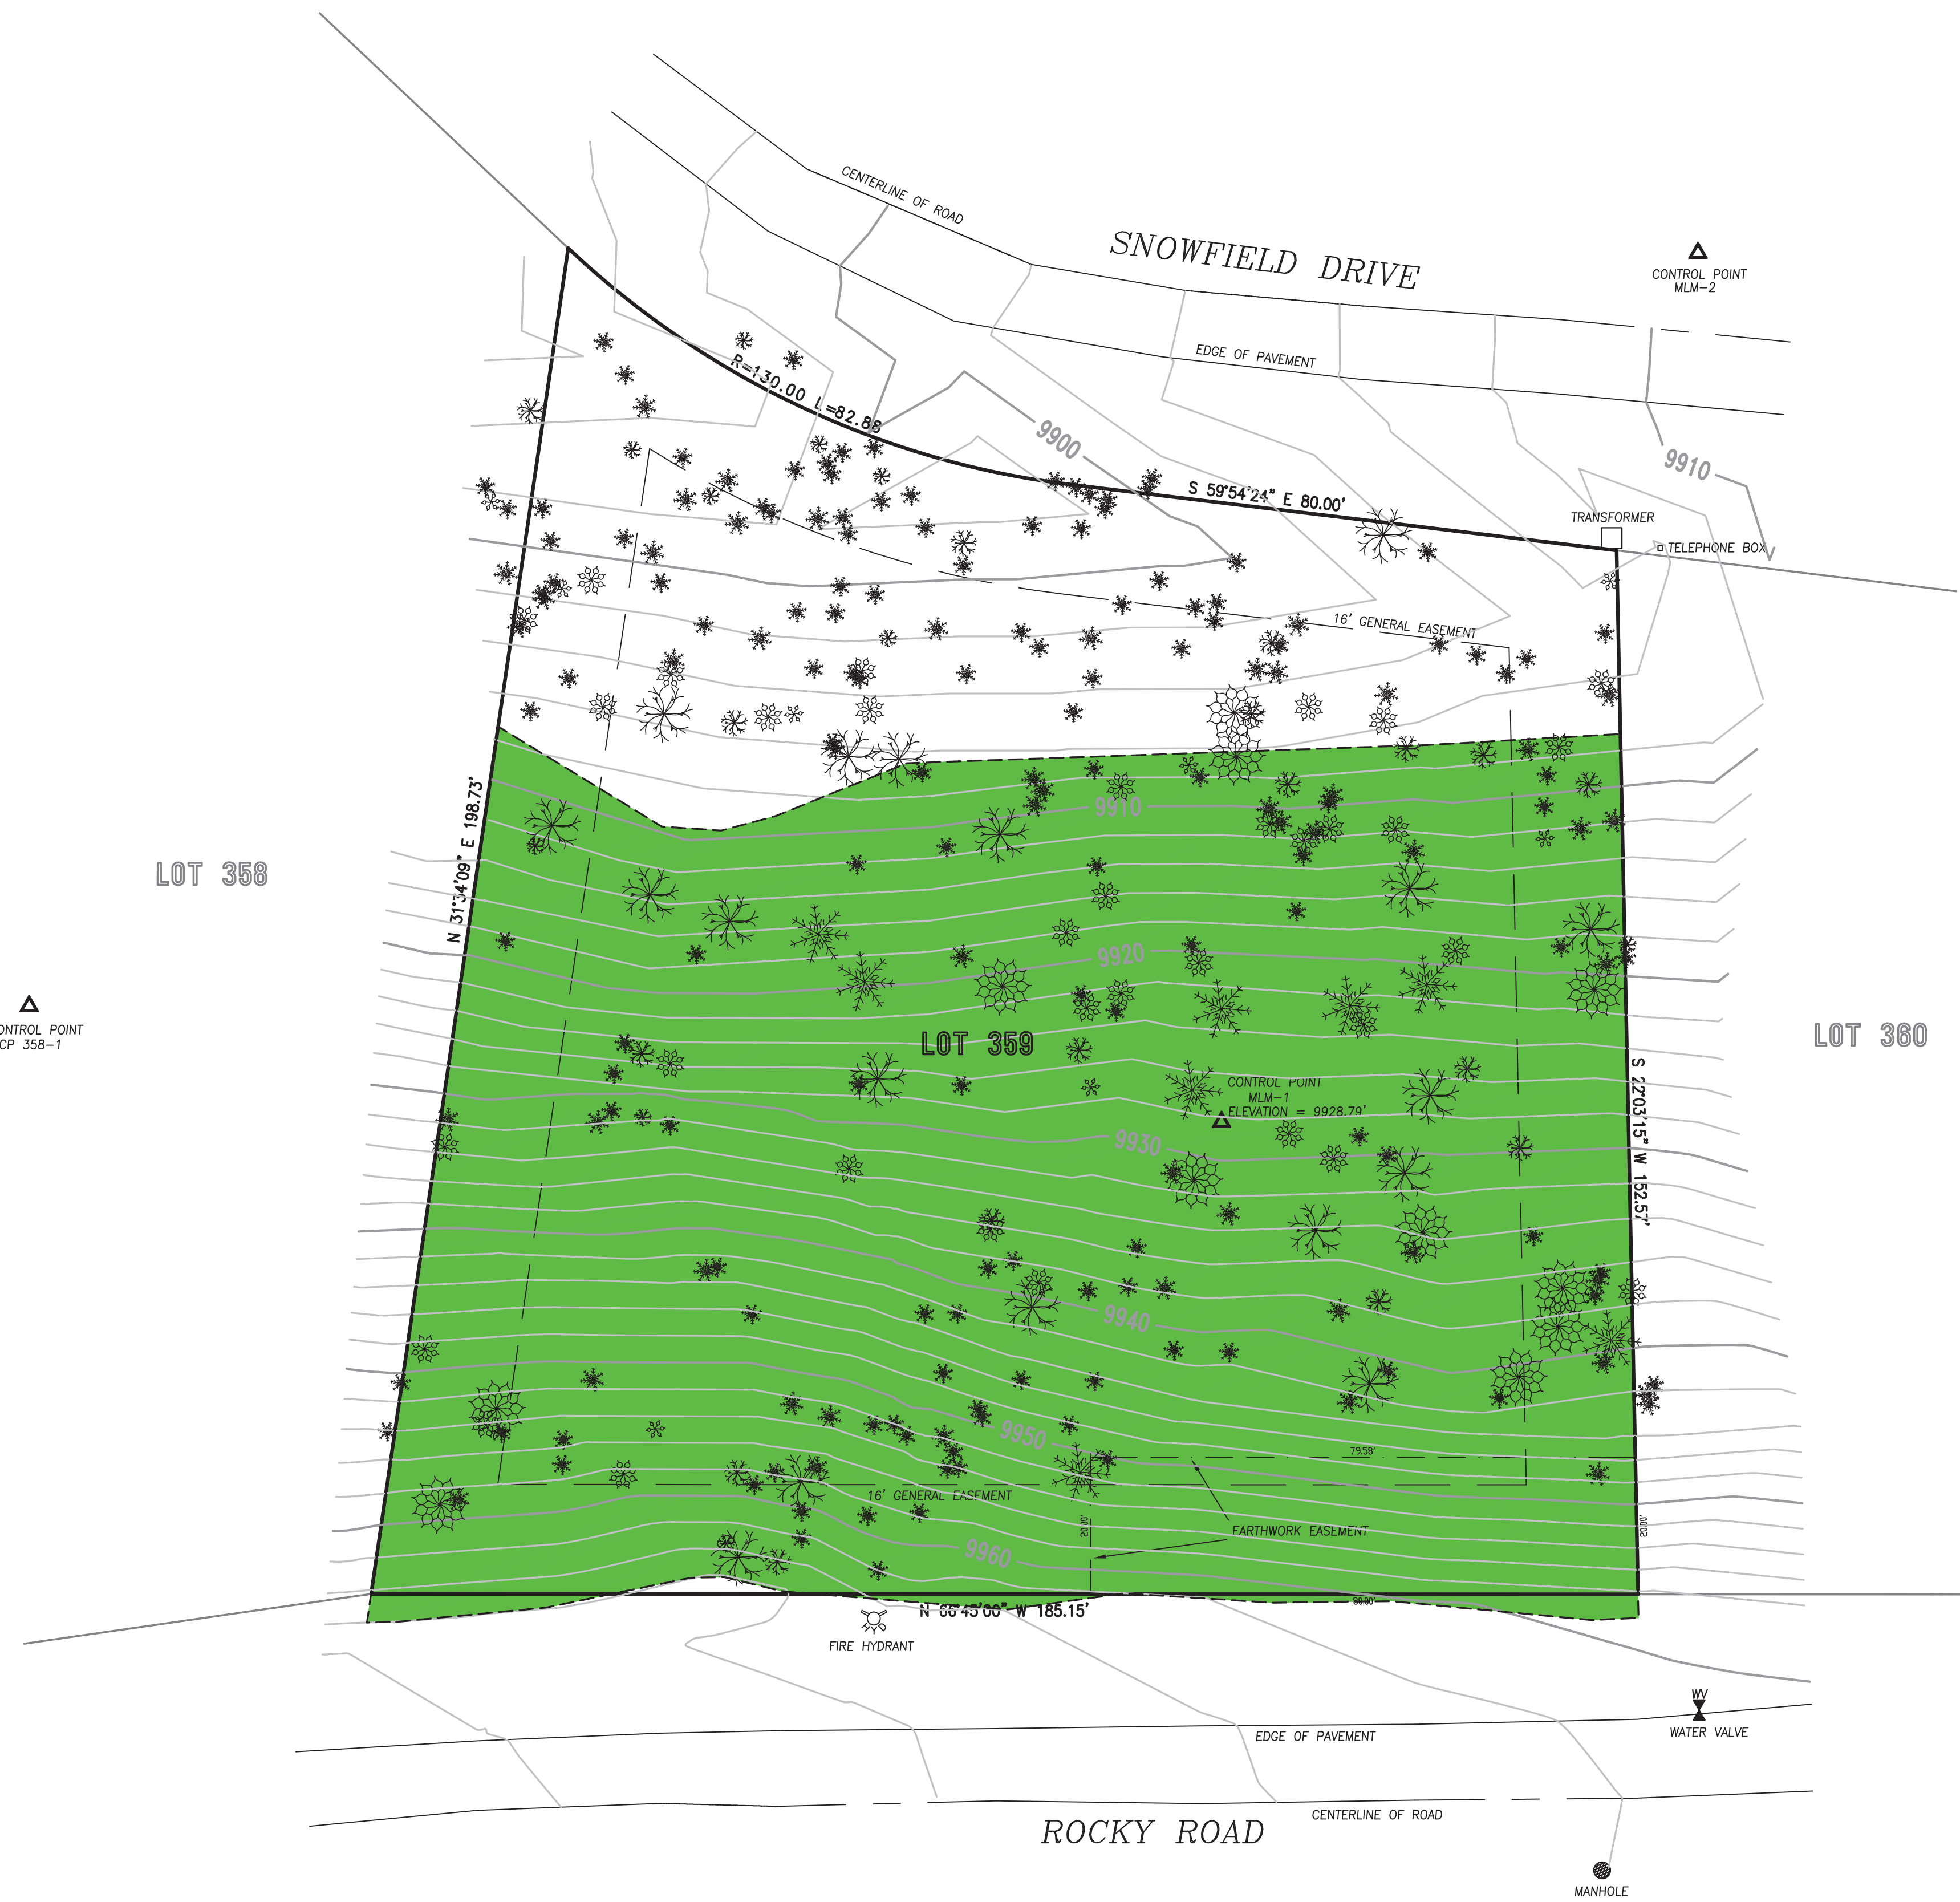 CENTERLINE OF ROAD
SNOWFIELD DRIVE
CONTROL POINT
MLM-2
EDGE OF PAVEMENT
R=130.00 L=82.88
9900
9910
S 59°54'24" E 80.00'
TRANSFORMER
TELEPHONE BOX
16' GENERAL EASEMENT
9910
N 31°34'09" E 198.73'
LOT 358
9920
ONTROL POINT
CP 358-1
LOT 359
LOT 360
CONTROL POINT
MLM-1
ELEVATION = 9928.79'
S 22°03'15" W 152.57'
9930
9940
9950
79.58'
16' GENERAL EASEMENT
20.00'
EARTHWORK EASEMENT
20.00'
9960
80.00'
N 66°45'00" W 185.15'
FIRE HYDRANT
WV
WATER VALVE
EDGE OF PAVEMENT
CENTERLINE OF ROAD
ROCKY ROAD
MANHOLE